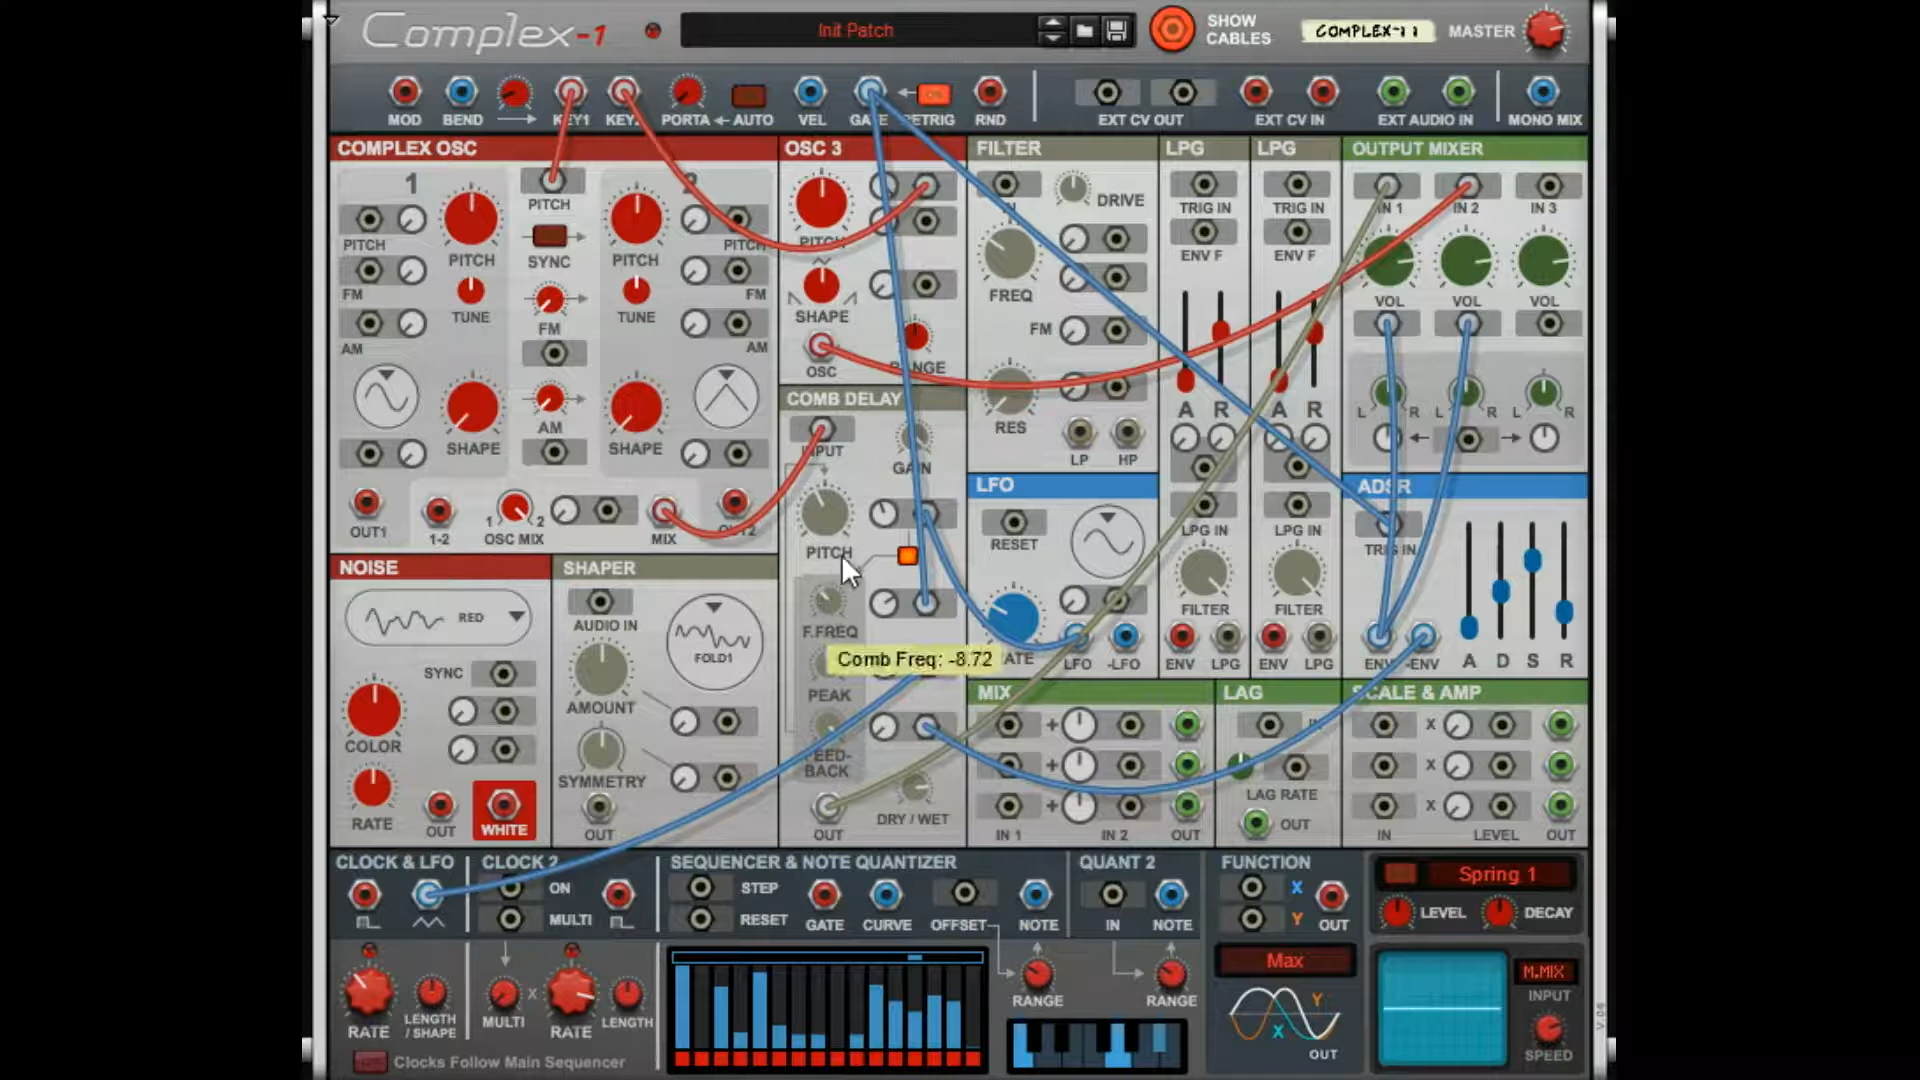 Complex-1
Init Patch
SHOW CABLES
COMPLEX-11
MASTER
MOD BEND KEY1 PORTA AUTO VEL RND EXT CV OUT EXT CV IN EXT AUDIO IN MONO MIX
COMPLEX OSC
1
PITCH
PITCH
PITCH
PITCH
PITCH
SYNC
FM
FM
FM
TUNE
TUNE
AM
AM
AM
SHAPE
SHAPE
OUT1
1-2
1 2
OSC MIX
MIX
OSC 3
SHAPE
OSC
COMB DELAY
PITCH
F.FREQ
Comb Freq: -8.72
PEAK
BACK
OUT
DRY / WET
FILTER
DRIVE
FREQ
FM
RES
LP HP
LPG
TRIG IN
ENV F
A R
LPG IN
FILTER
ENV LPG
LPG
TRIG IN
ENV F
A R
LPG IN
FILTER
ENV LPG
OUTPUT MIXER
IN 1 IN 2 IN 3
VOL VOL VOL
L R L R L R
LFO
RESET
LFO -LFO
ADSR
A D S R
NOISE
RED
SYNC
COLOR
RATE
OUT
WHITE
SHAPER
AUDIO IN
FOLD1
AMOUNT
SYMMETRY
OUT
MIX
+
+
+
IN 1 IN 2 OUT
LAG
LAG RATE
OUT
SCALE & AMP
X
X
X
IN LEVEL OUT
CLOCK & LFO
RATE
LENGTH / SHAPE
Clocks Follow Main Sequencer
CLOCK 2
ON
MULTI
MULTI X RATE LENGTH
SEQUENCER & NOTE QUANTIZER
STEP
RESET
GATE CURVE OFFSET NOTE
RANGE
QUANT 2
IN NOTE
RANGE
FUNCTION
X
Y
OUT
Max
Y
X
OUT
Spring 1
LEVEL DECAY
M.MIX
INPUT
SPEED